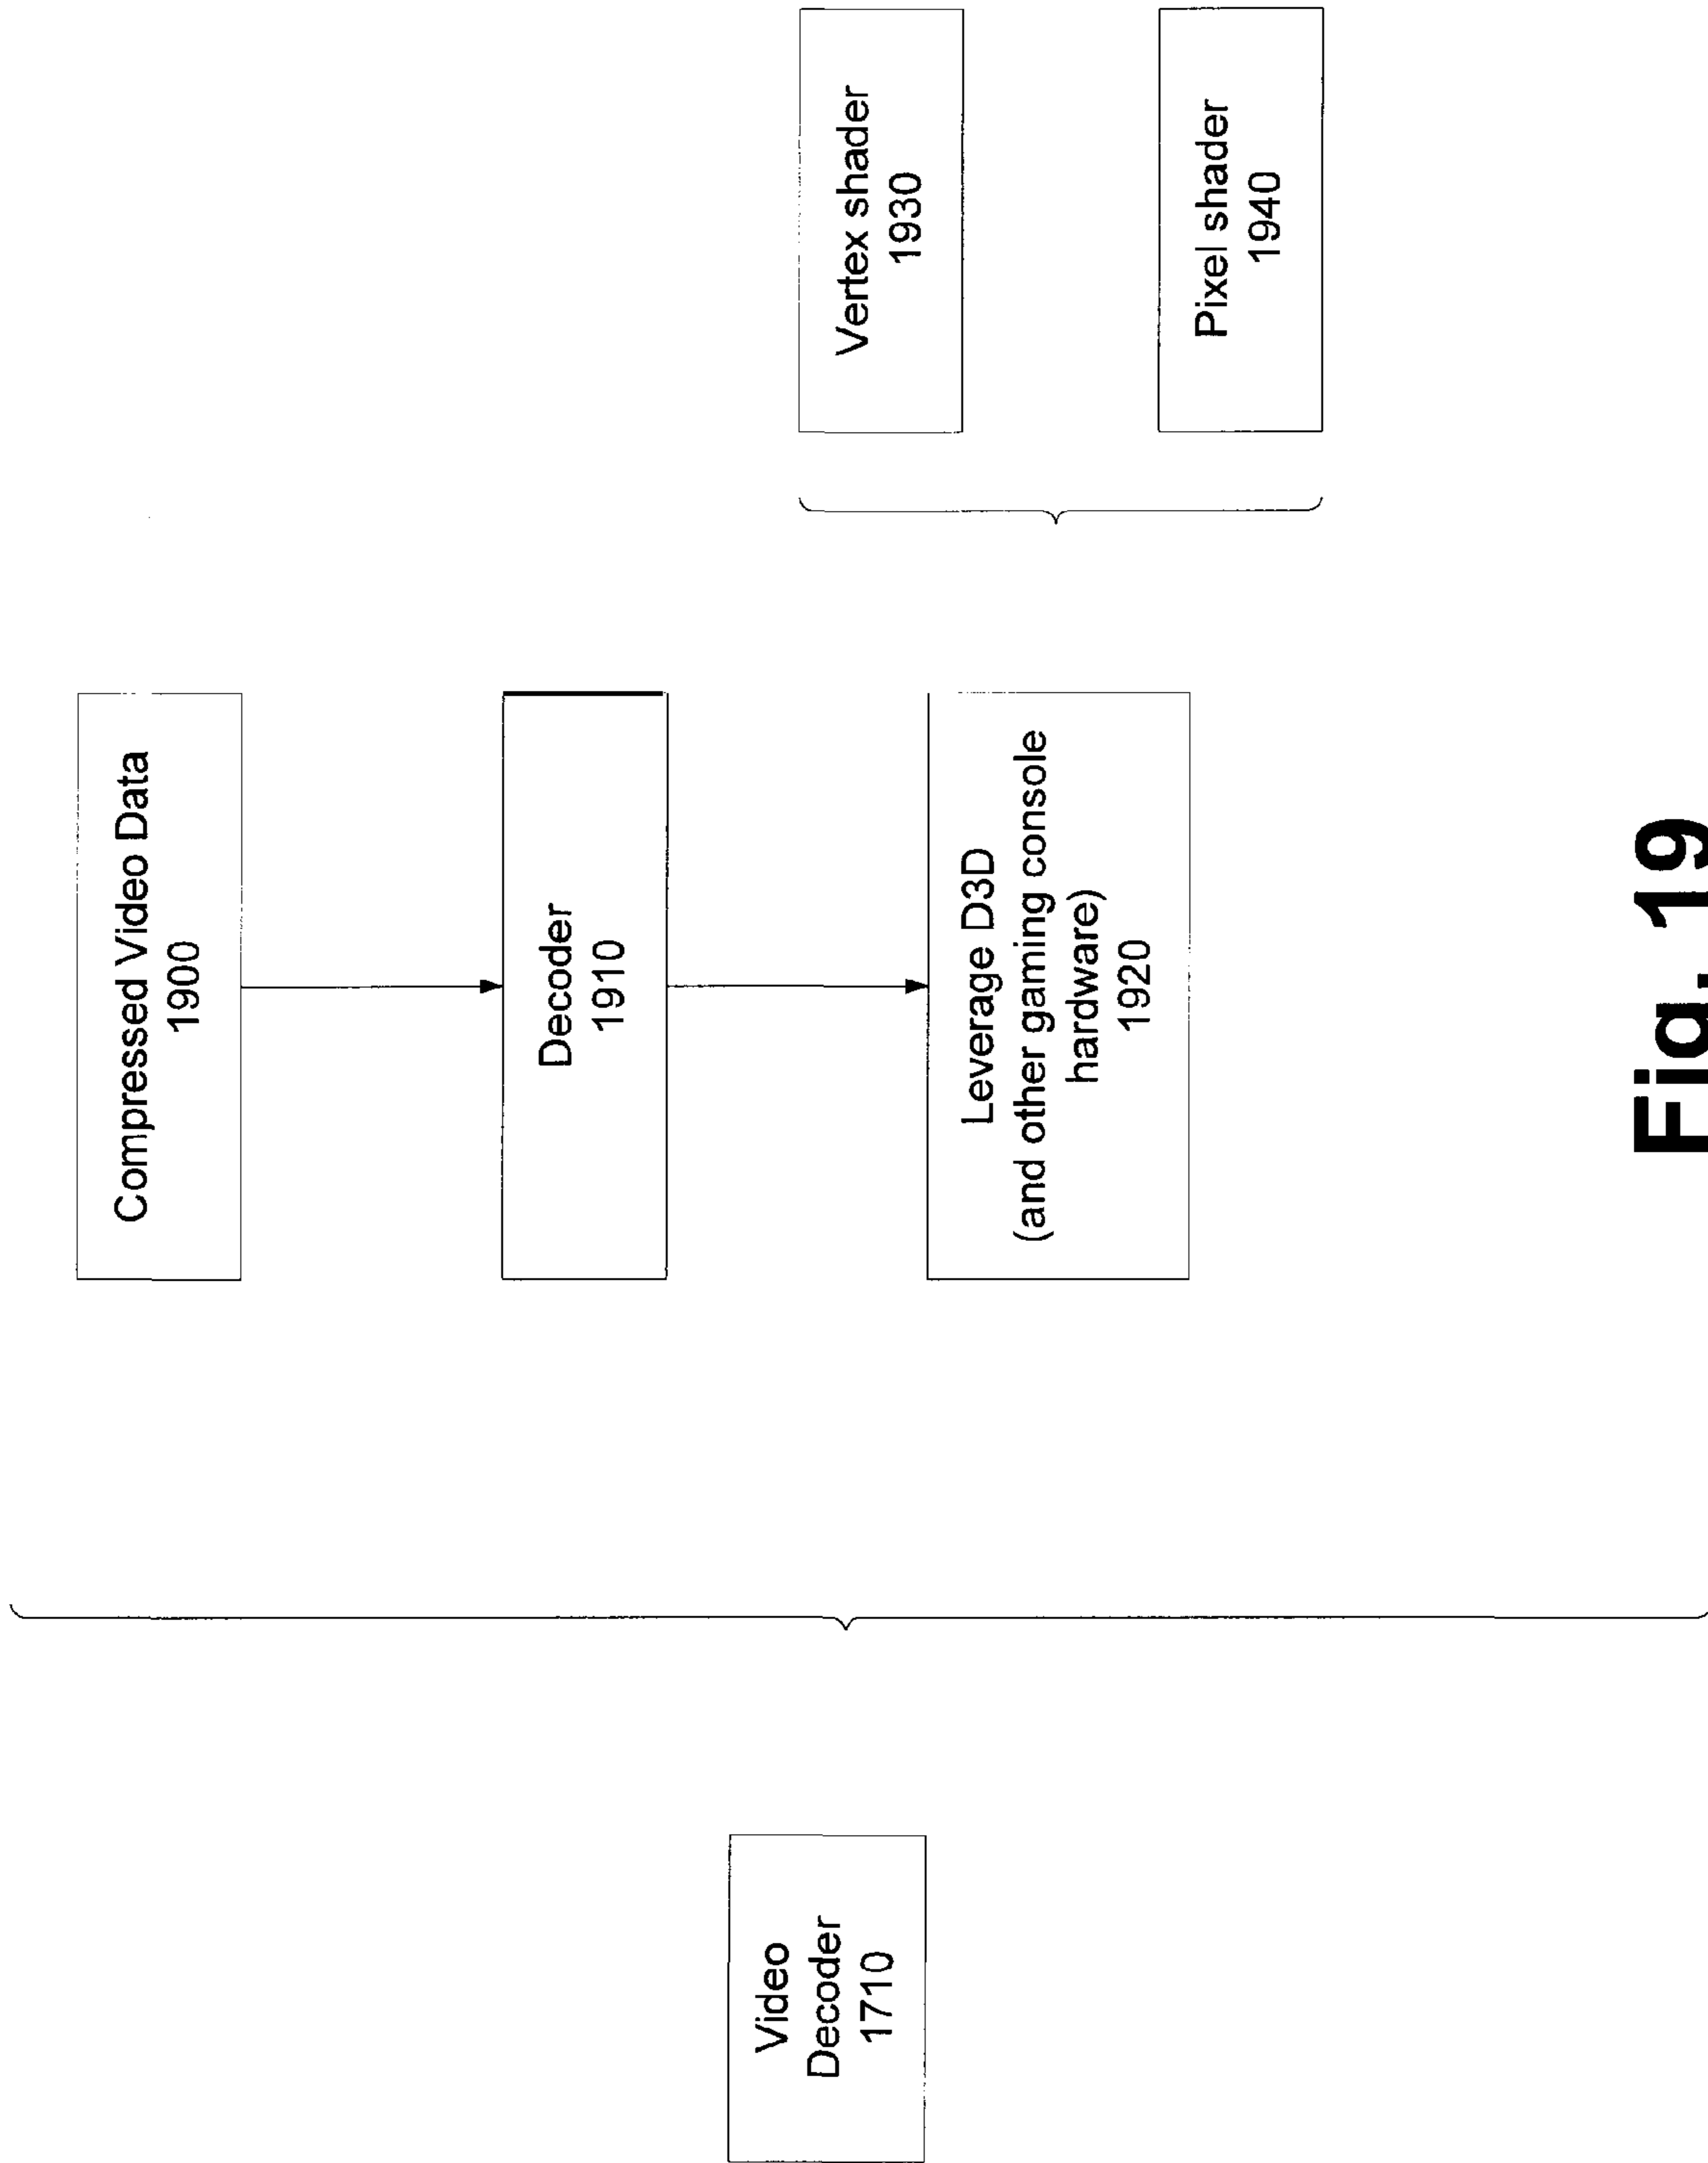 Video
Decoder
1710
Compressed Video Data
1900
Decoder
1910
Leverage D3D
(and other gaming console
hardware)
1920
Vertex shader
1930
Pixel shader
1940
Fig. 19